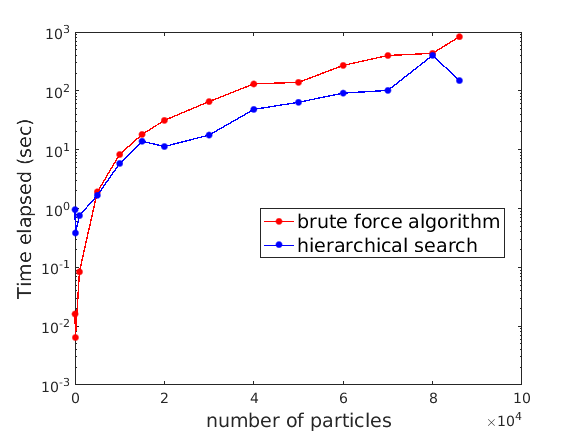 10^3
10^2
10^1
10^0
10^-1
10^-2
10^-3
Time elapsed (sec)
brute force algorithm
hierarchical search
0 2 4 6 8 10
×10^4
number of particles